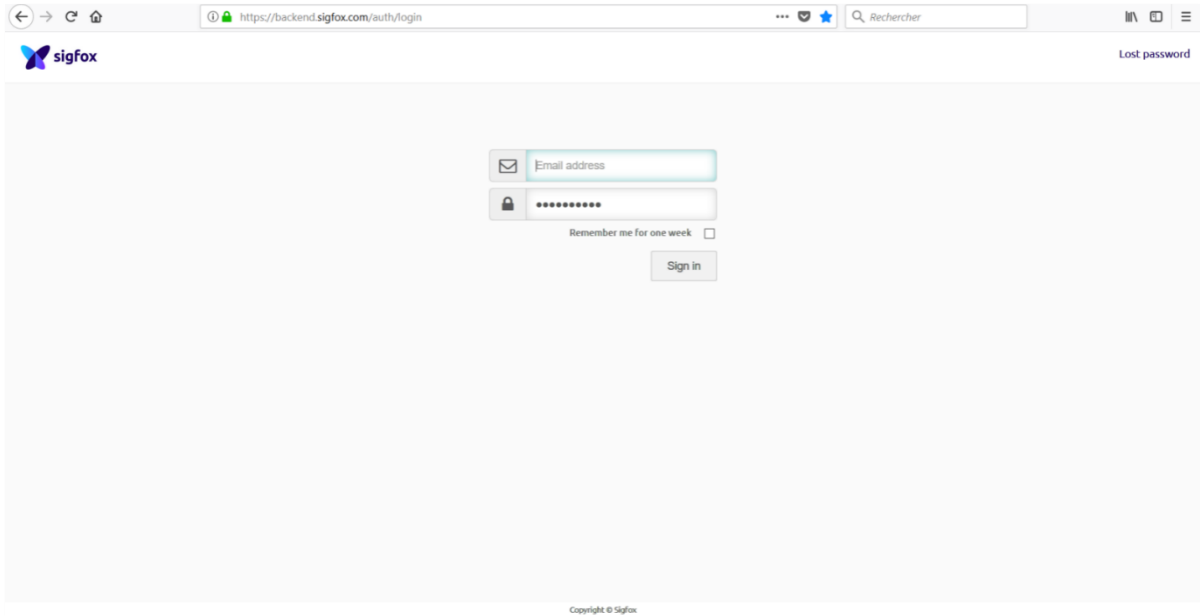 https://backend.sigfox.com/auth/login
Rechercher
sigfox
Lost password
Email address
••••••••••
Remember me for one week
Sign in
Copyright © Sigfox